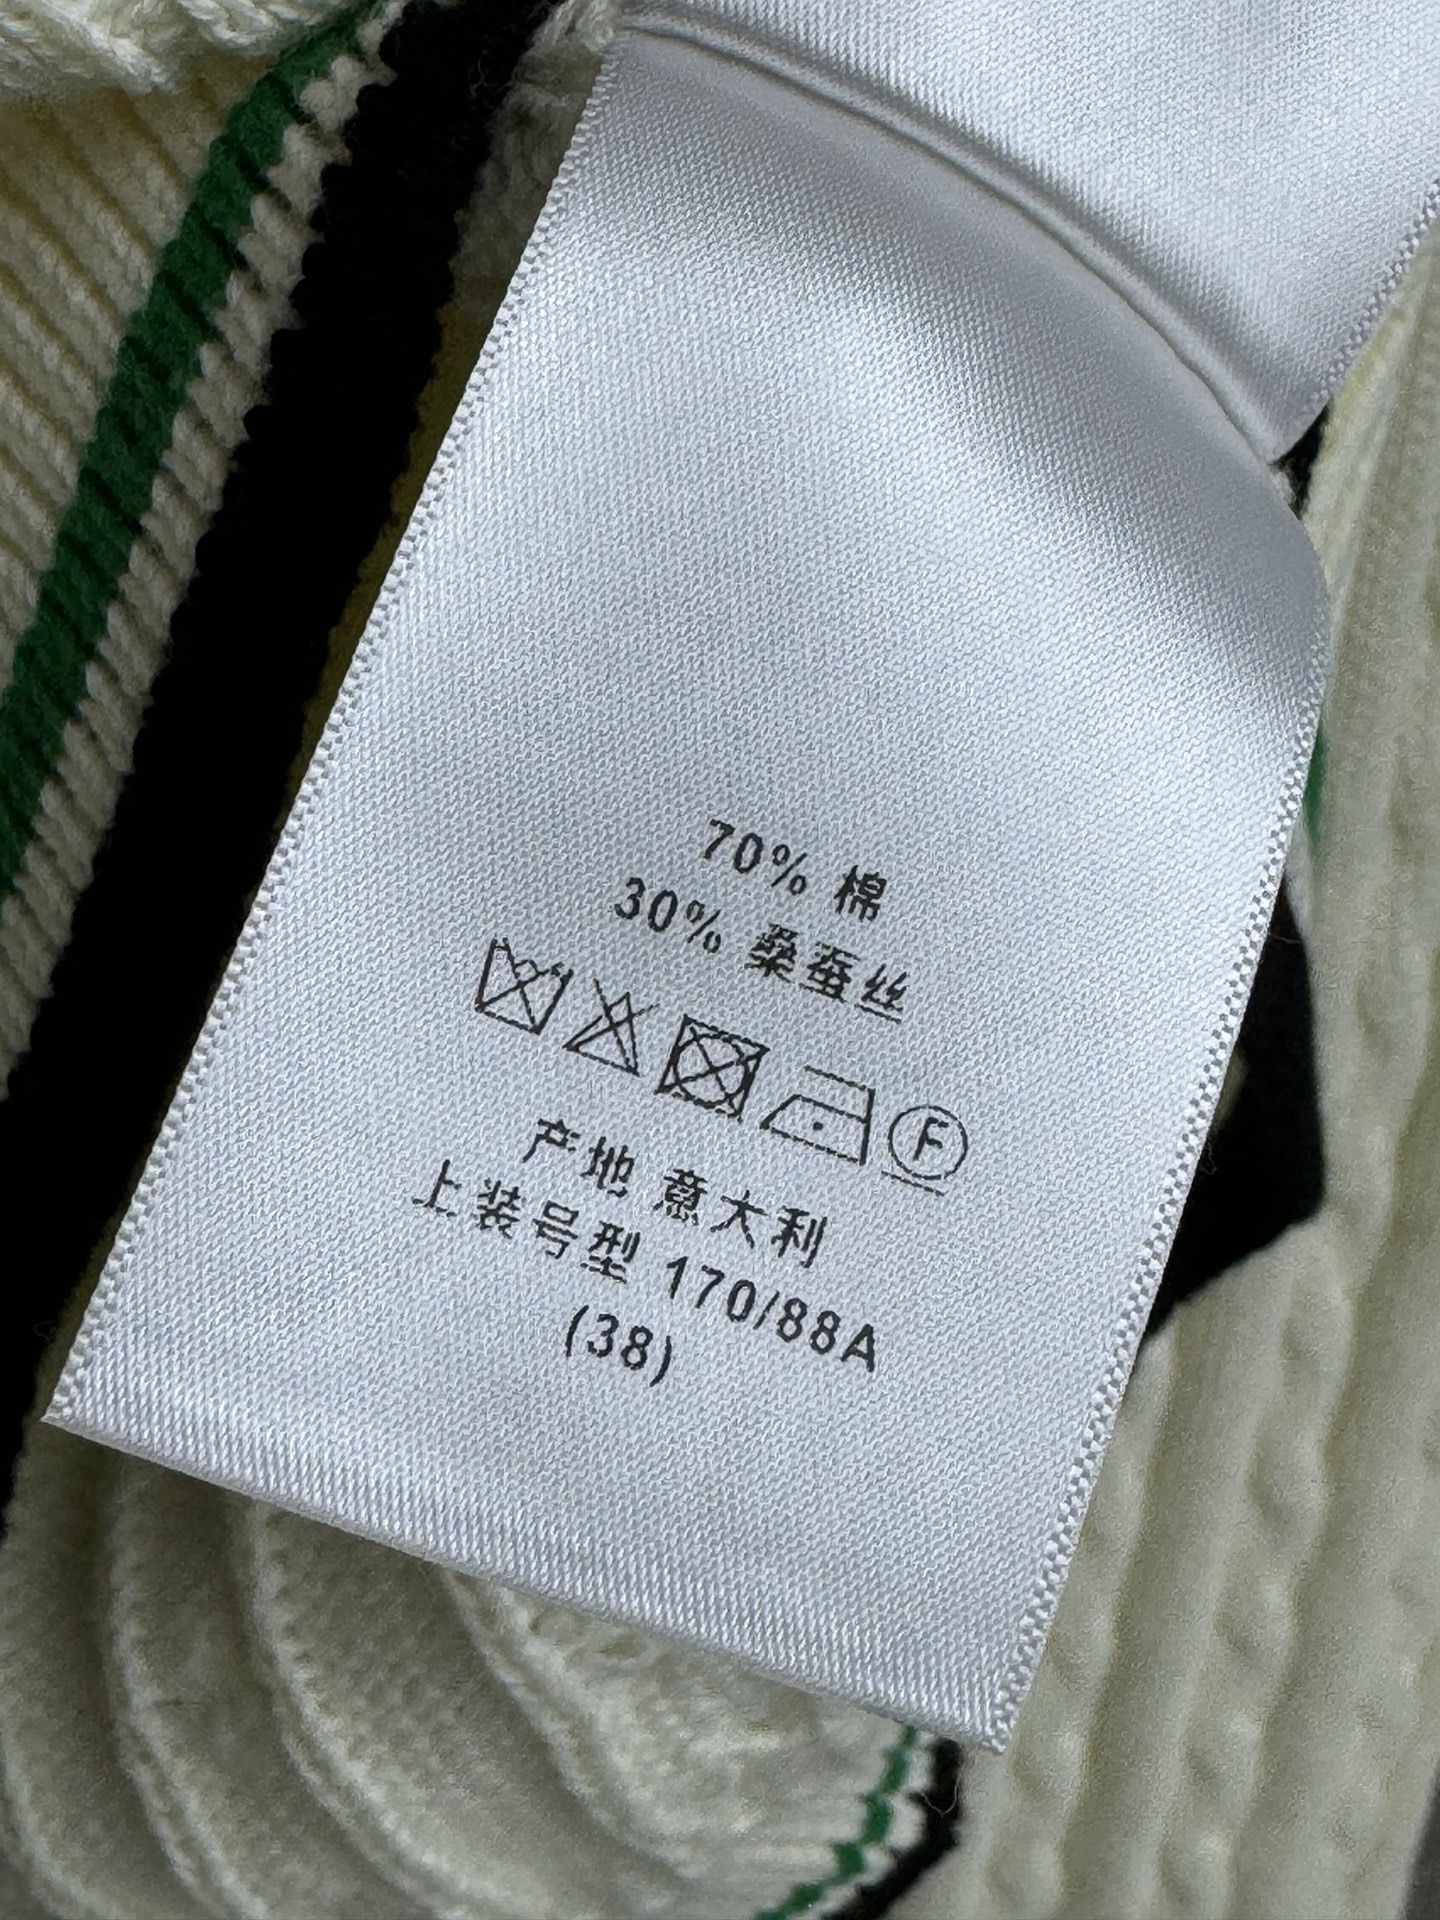 70% 棉
30% 桑蚕丝
F
产地 意大利
上装号型 170/88A
(38)